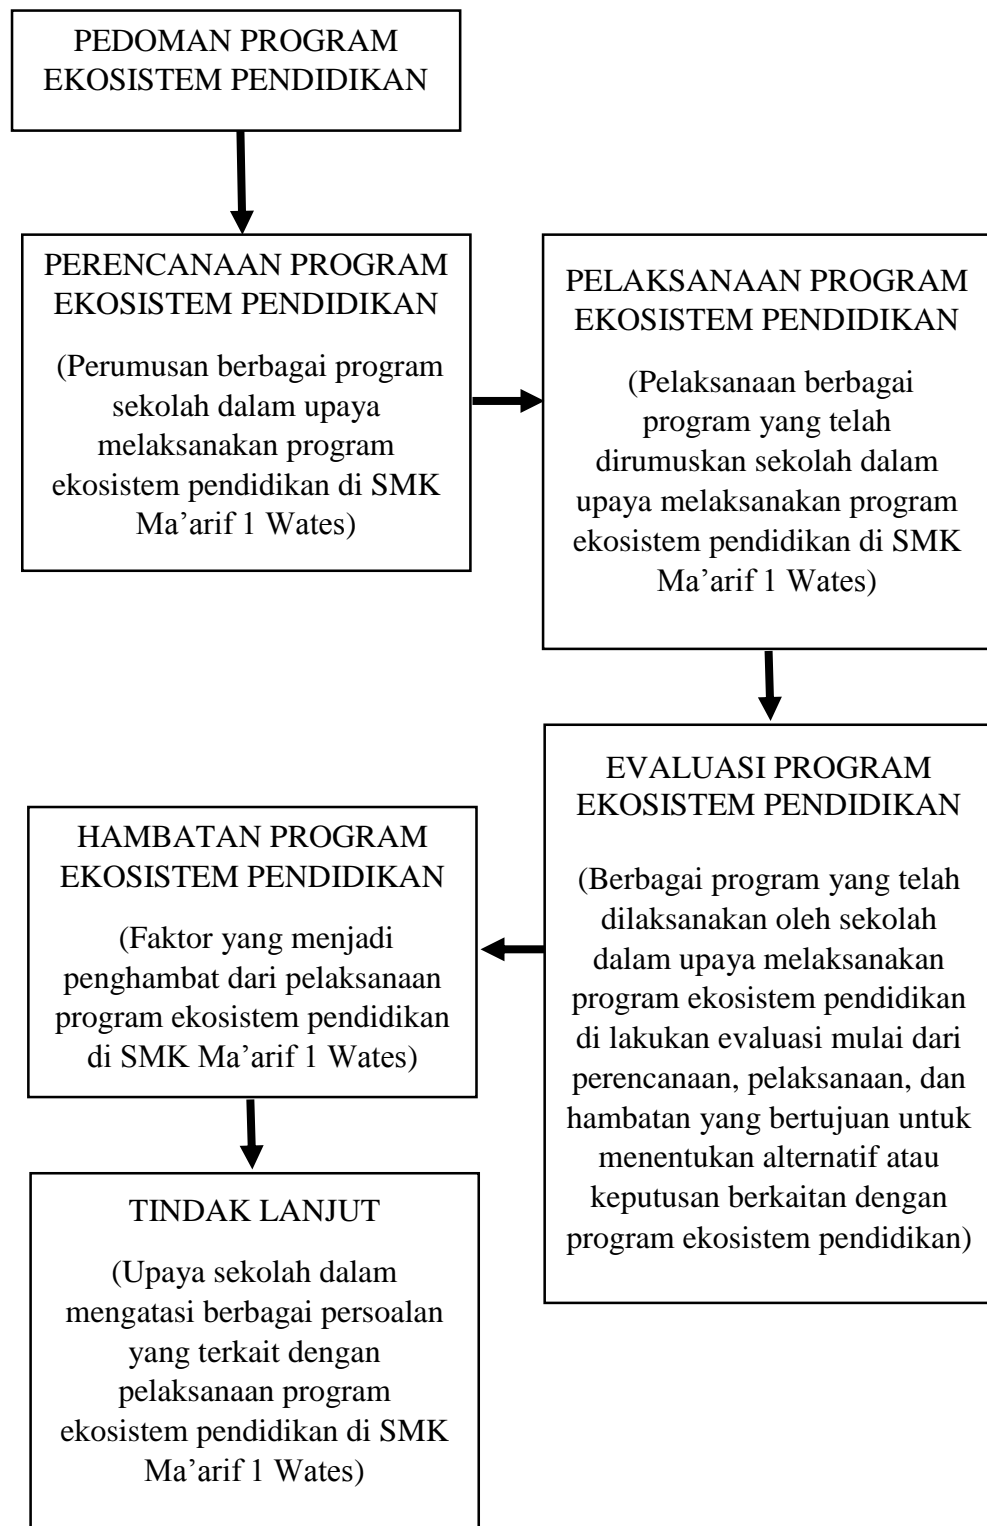 PEDOMAN PROGRAM
EKOSISTEM PENDIDIKAN
PERENCANAAN PROGRAM
EKOSISTEM PENDIDIKAN
(Perumusan berbagai program
sekolah dalam upaya
melaksanakan program
ekosistem pendidikan di SMK
Ma’arif 1 Wates)
PELAKSANAAN PROGRAM
EKOSISTEM PENDIDIKAN
(Pelaksanaan berbagai
program yang telah
dirumuskan sekolah dalam
upaya melaksanakan program
ekosistem pendidikan di SMK
Ma’arif 1 Wates)
EVALUASI PROGRAM
EKOSISTEM PENDIDIKAN
(Berbagai program yang telah
dilaksanakan oleh sekolah
dalam upaya melaksanakan
program ekosistem pendidikan
di lakukan evaluasi mulai dari
perencanaan, pelaksanaan, dan
hambatan yang bertujuan untuk
menentukan alternatif atau
keputusan berkaitan dengan
program ekosistem pendidikan)
HAMBATAN PROGRAM
EKOSISTEM PENDIDIKAN
(Faktor yang menjadi
penghambat dari pelaksanaan
program ekosistem pendidikan
di SMK Ma’arif 1 Wates)
TINDAK LANJUT
(Upaya sekolah dalam
mengatasi berbagai persoalan
yang terkait dengan
pelaksanaan program
ekosistem pendidikan di SMK
Ma’arif 1 Wates)